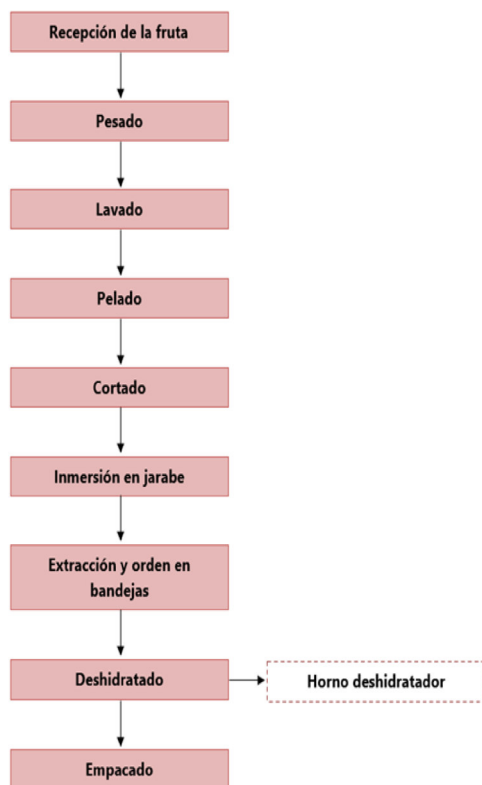 Recepción de la fruta
Pesado
Lavado
Pelado
Cortado
Inmersión en jarabe
Extracción y orden en
bandejas
Deshidratado
Horno deshidratador
Empacado